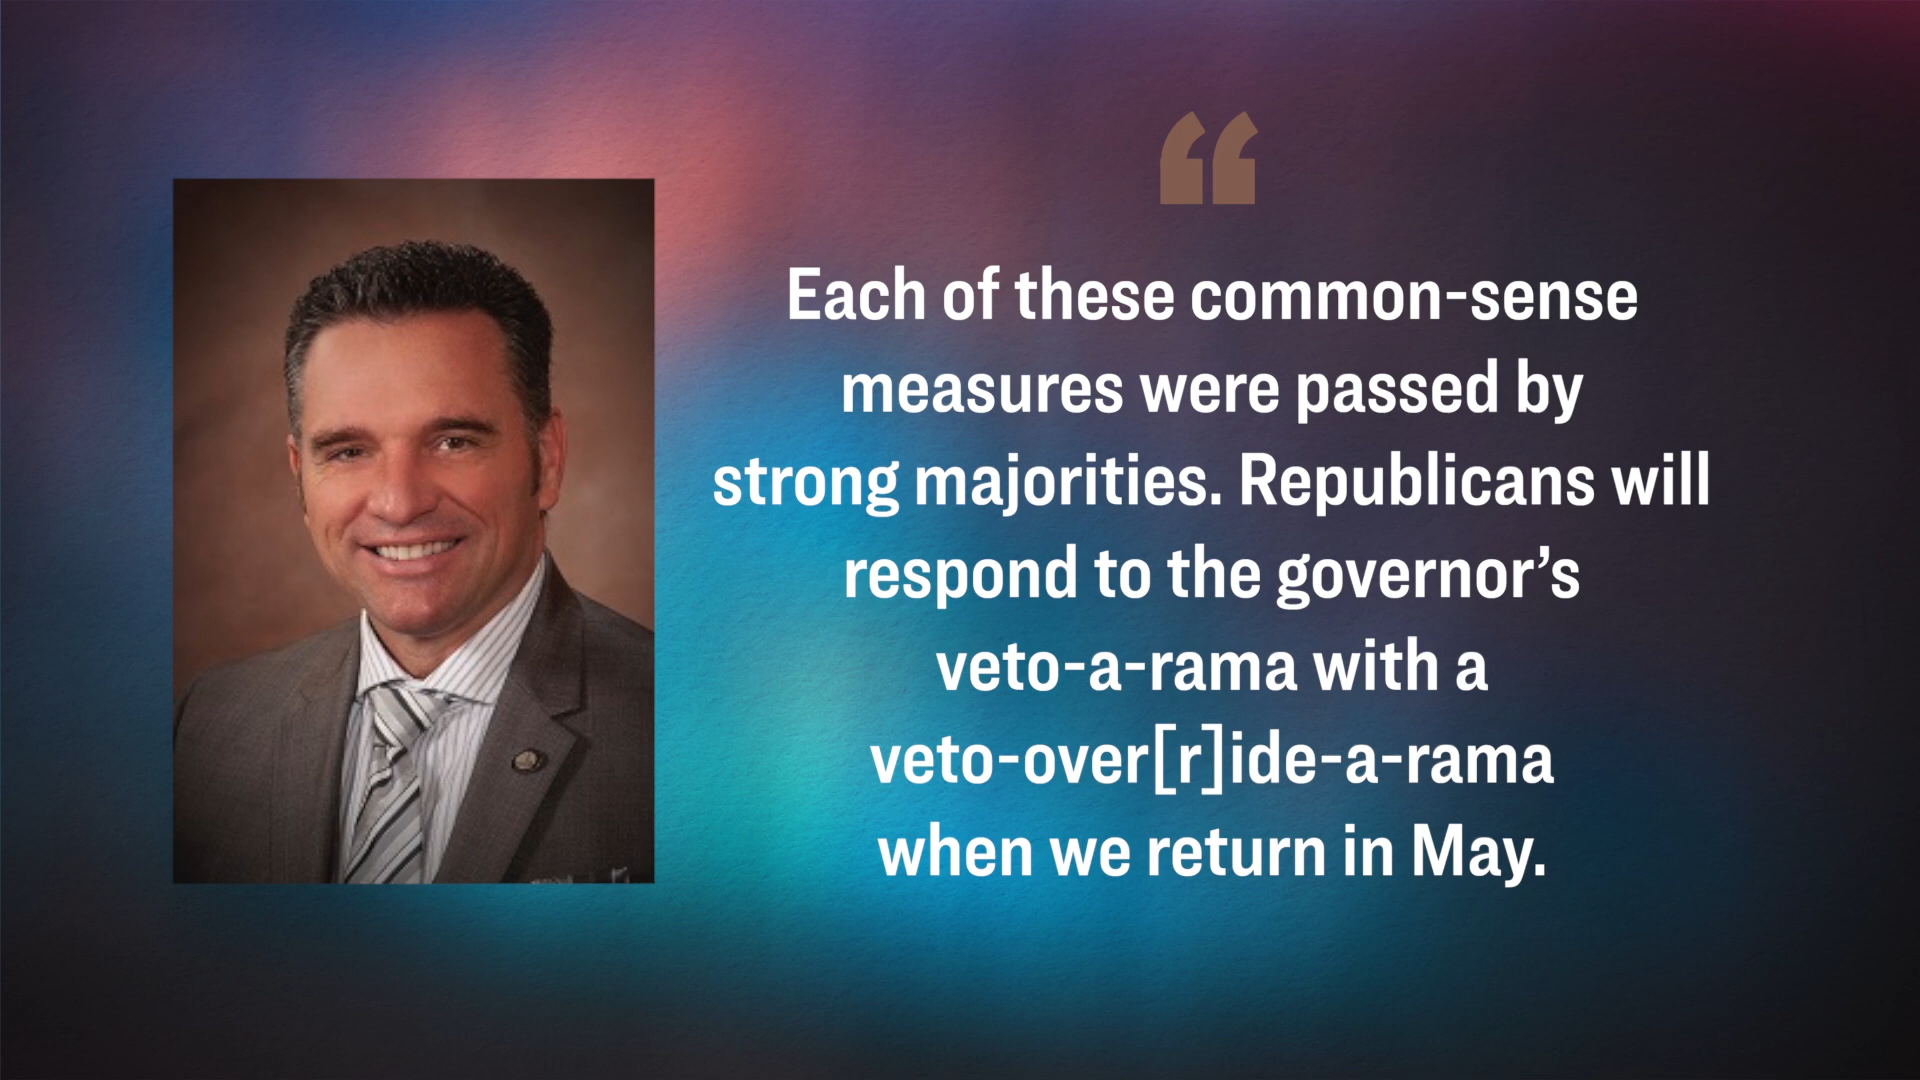 “
Each of these common-sense
measures were passed by
strong majorities. Republicans will
respond to the governor’s
veto-a-rama with a
veto-over[r]ide-a-rama
when we return in May.